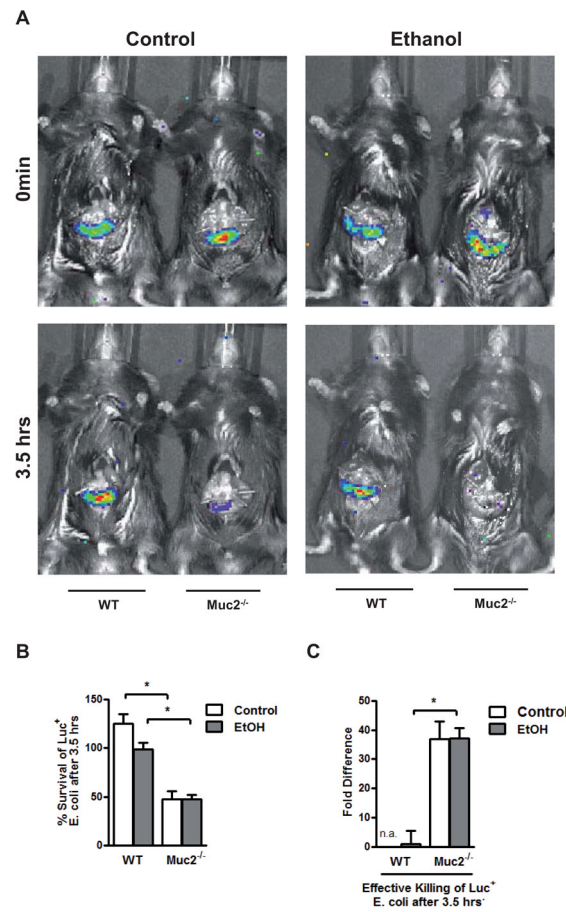 A
Control
Ethanol
0min
3.5 hrs
WT
Muc2-/-
WT
Muc2-/-
B
% Survival of Luc+
E. coli after 3.5 hrs
150
100
50
0
*
*
Control
EtOH
WT
Muc2-/-
C
Fold Difference
50
40
30
20
10
0
n.a.
*
Control
EtOH
WT
Muc2-/-
Effective Killing of Luc+
E. coli after 3.5 hrs.